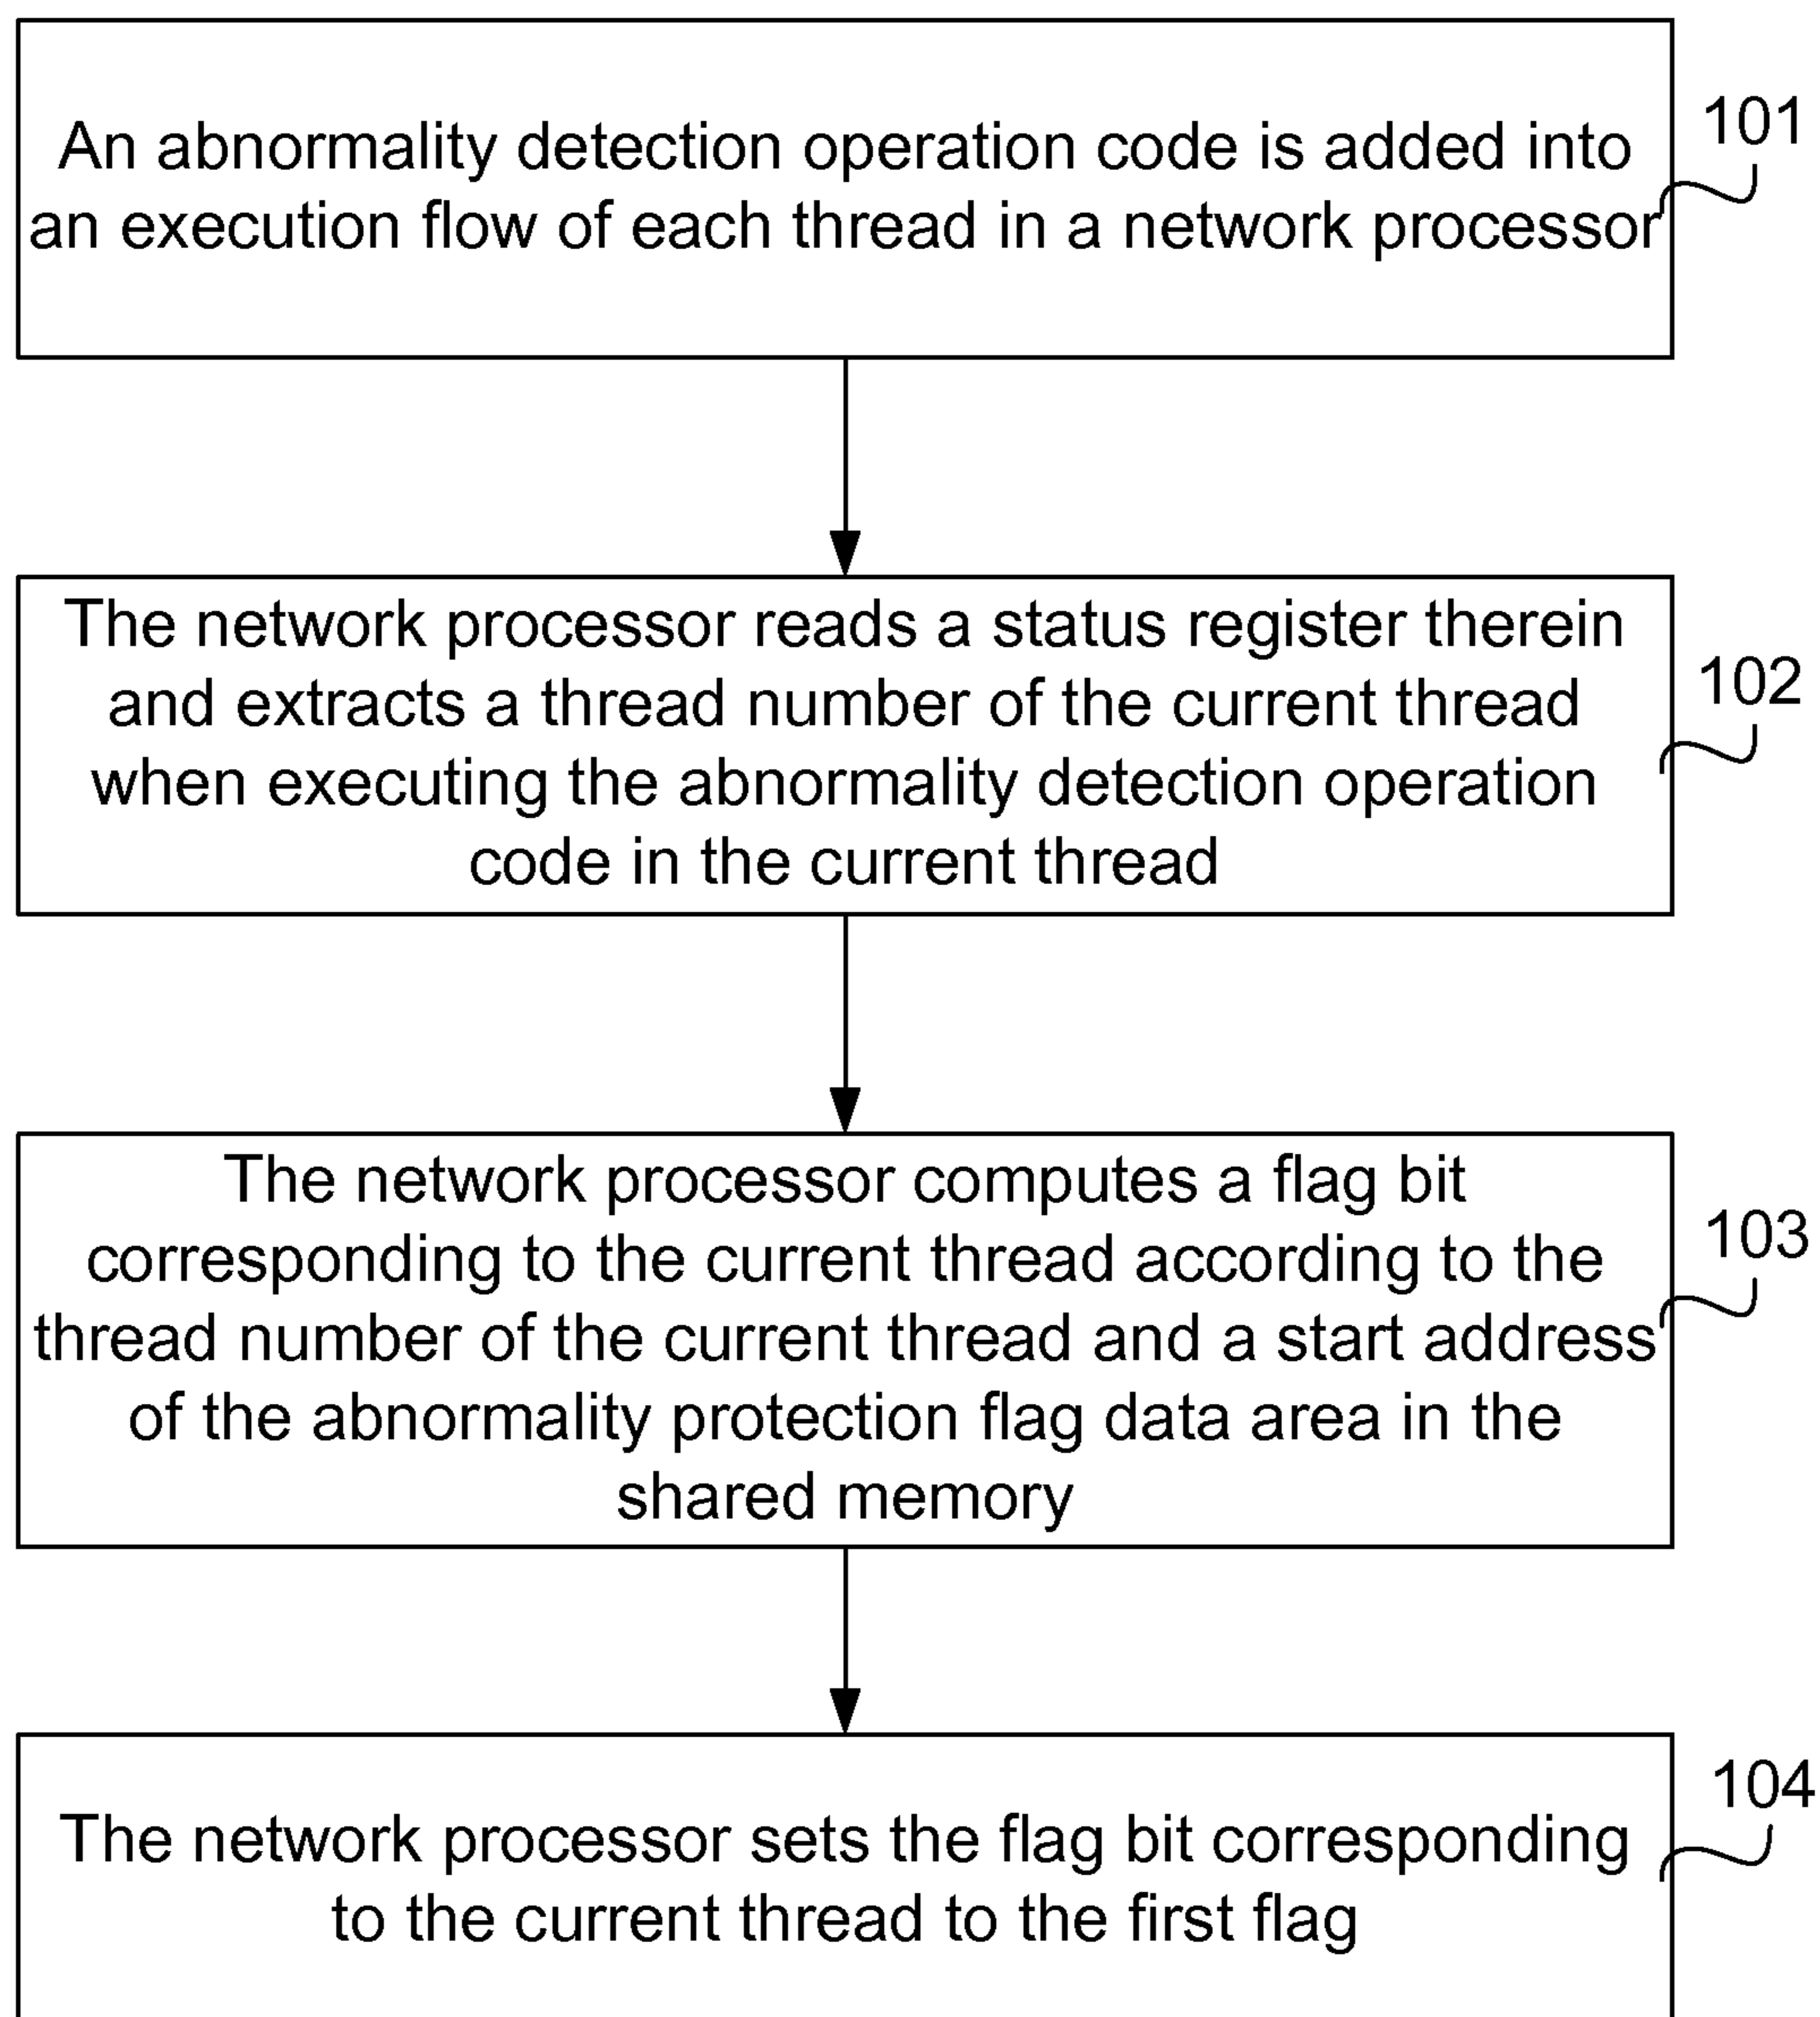 An abnormality detection operation code is added into
an execution flow of each thread in a network processor
101
The network processor reads a status register therein
and extracts a thread number of the current thread
when executing the abnormality detection operation
code in the current thread
102
The network processor computes a flag bit
corresponding to the current thread according to the
thread number of the current thread and a start address
of the abnormality protection flag data area in the
shared memory
103
The network processor sets the flag bit corresponding
to the current thread to the first flag
104